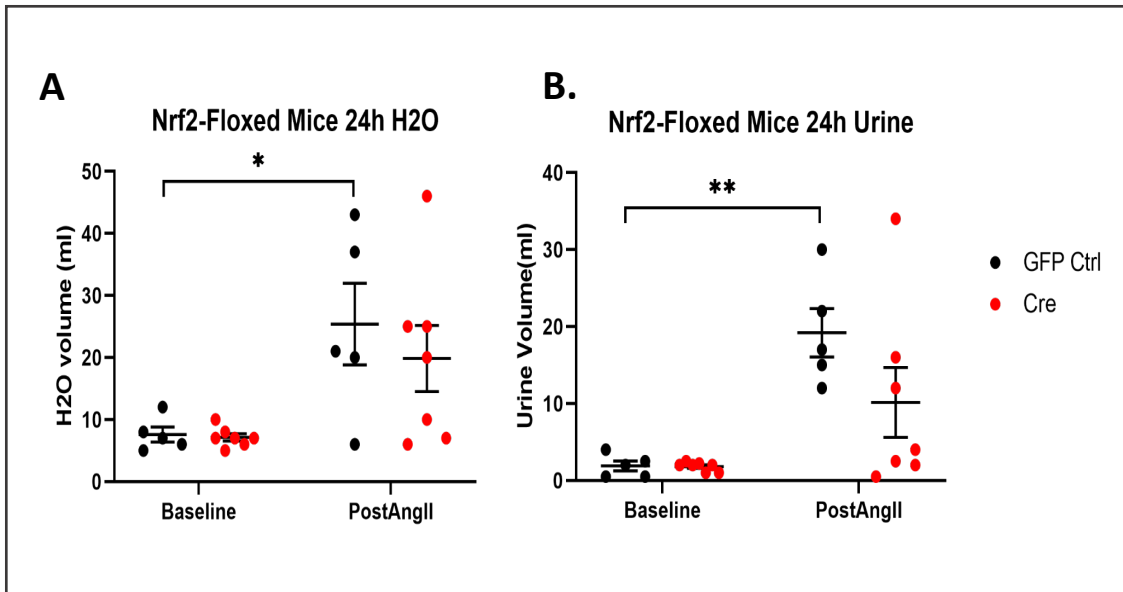 A
Nrf2-Floxed Mice 24h H2O
*
H2O volume (ml)
50
40
30
20
10
0
Baseline
PostAngII
B.
Nrf2-Floxed Mice 24h Urine
**
Urine Volume(ml)
40
30
20
10
0
Baseline
PostAngII
GFP Ctrl
Cre